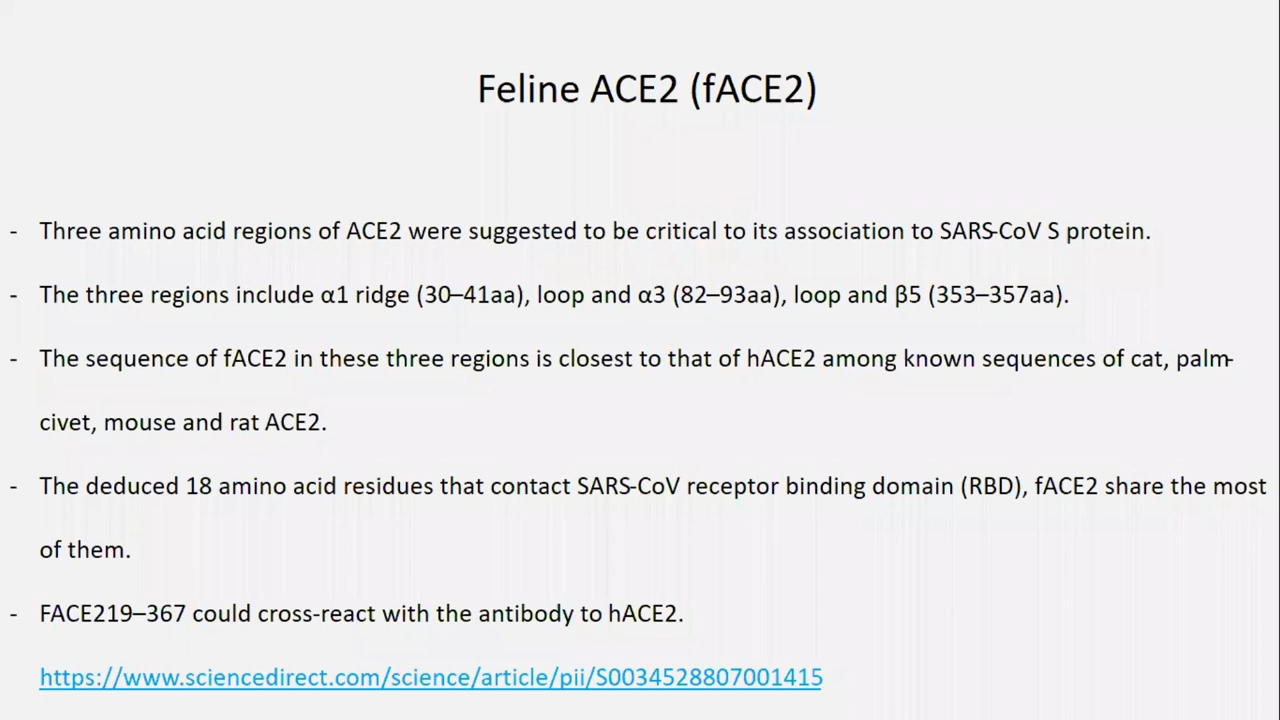 Feline ACE2 (fACE2)
- Three amino acid regions of ACE2 were suggested to be critical to its association to SARS-CoV S protein.
- The three regions include α1 ridge (30–41aa), loop and α3 (82–93aa), loop and β5 (353–357aa).
- The sequence of fACE2 in these three regions is closest to that of hACE2 among known sequences of cat, palm-
civet, mouse and rat ACE2.
- The deduced 18 amino acid residues that contact SARS-CoV receptor binding domain (RBD), fACE2 share the most
of them.
- FACE219–367 could cross-react with the antibody to hACE2.
https://www.sciencedirect.com/science/article/pii/S0034528807001415